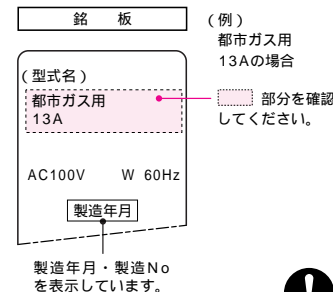 銘 板
(例)
都市ガス用
13Aの場合
(型式名)
都市ガス用
13A
部分を確認
してください。
AC100V W 60Hz
製造年月
製造年月・製造No
を表示しています。